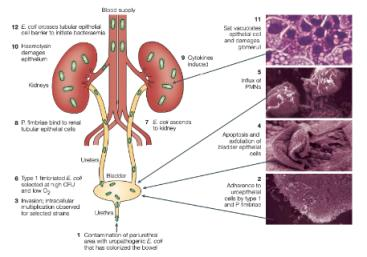 Blood supply
12 E. coli crosses tubular epithelial
cell barrier to initiate bacteraemia
10 Haemolysin
damages
epithelium
Kidneys
9 Cytokines
induced
8 P. fimbriae bind to renal
tubular epithelial cells
7 E. coli ascends
to kidney
Ureters
6 Type 1 fimbriated E. coli
selected at high CFU
and low O2
Bladder
3 Invasion; intracellular
multiplication observed
for selected strains
Urethra
1 Contamination of periurethral
area with uropathogenic E. coli
that has colonized the bowel
11
Sat vacuolates
epithelial cell
and damages
glomeruli
5
Influx of
PMNs
4
Apoptosis and
exfoliation of
bladder epithelial
cells
2
Adherence to
uroepithelial
cells by type 1
and P fimbriae